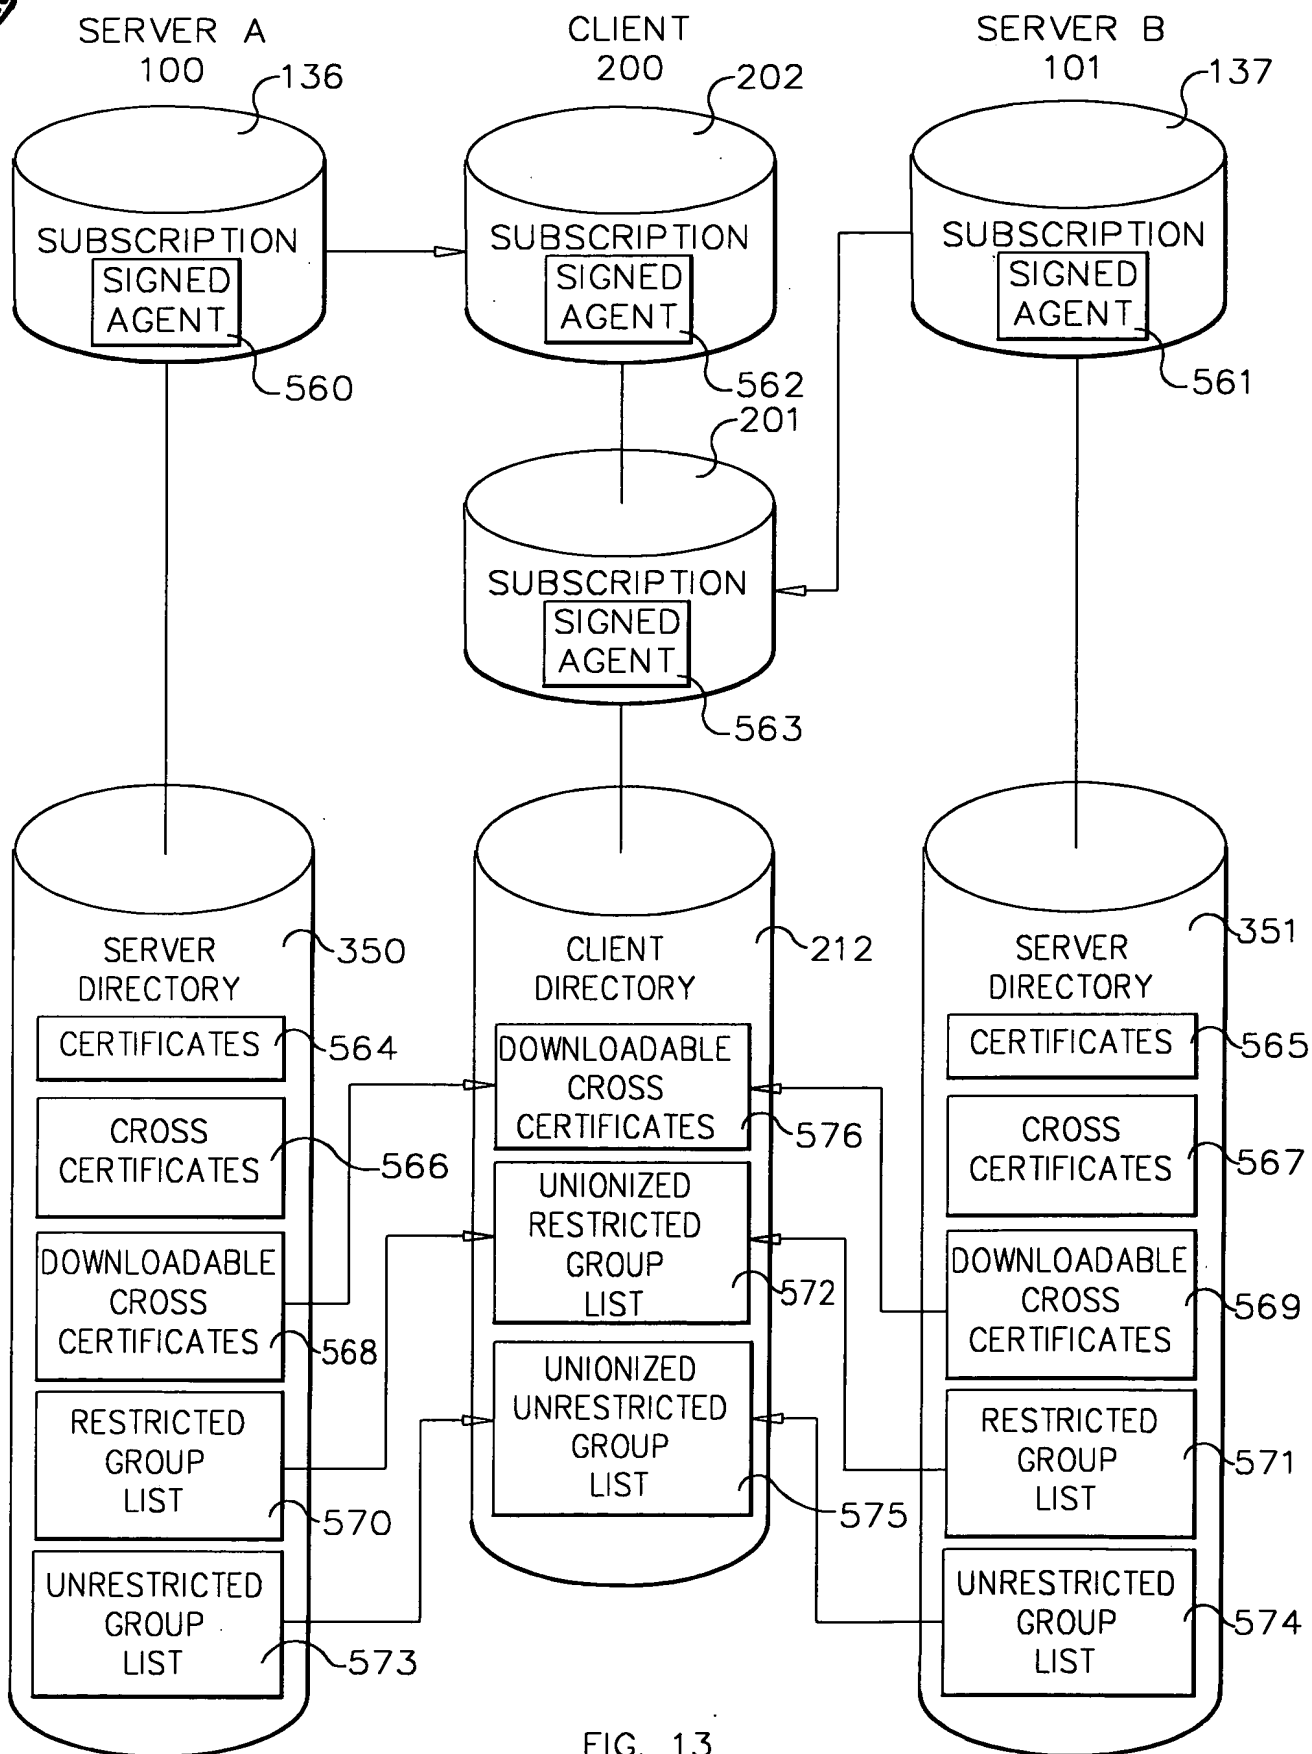 SERVER A
100
136
SUBSCRIPTION
SIGNED
AGENT
560
CLIENT
200
202
SUBSCRIPTION
SIGNED
AGENT
562
201
SUBSCRIPTION
SIGNED
AGENT
563
SERVER B
101
137
SUBSCRIPTION
SIGNED
AGENT
561
SERVER
DIRECTORY
350
CERTIFICATES
564
CROSS
CERTIFICATES
566
DOWNLOADABLE
CROSS
CERTIFICATES
568
RESTRICTED
GROUP
LIST
570
UNRESTRICTED
GROUP
LIST
573
CLIENT
DIRECTORY
212
DOWNLOADABLE
CROSS
CERTIFICATES
576
UNIONIZED
RESTRICTED
GROUP
LIST
572
UNIONIZED
UNRESTRICTED
GROUP
LIST
575
SERVER
DIRECTORY
351
CERTIFICATES
565
CROSS
CERTIFICATES
567
DOWNLOADABLE
CROSS
CERTIFICATES
569
RESTRICTED
GROUP
LIST
571
UNRESTRICTED
GROUP
LIST
574
FIG. 13